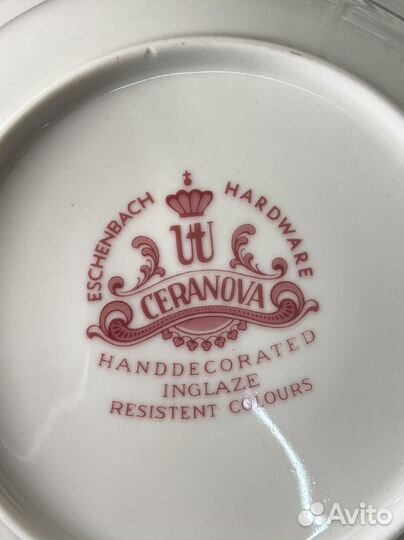 ESCHENBACH HARDWARE
CERANOVA
HANDDECORATED
INGLAZE
RESISTENT COLOURS
Avito